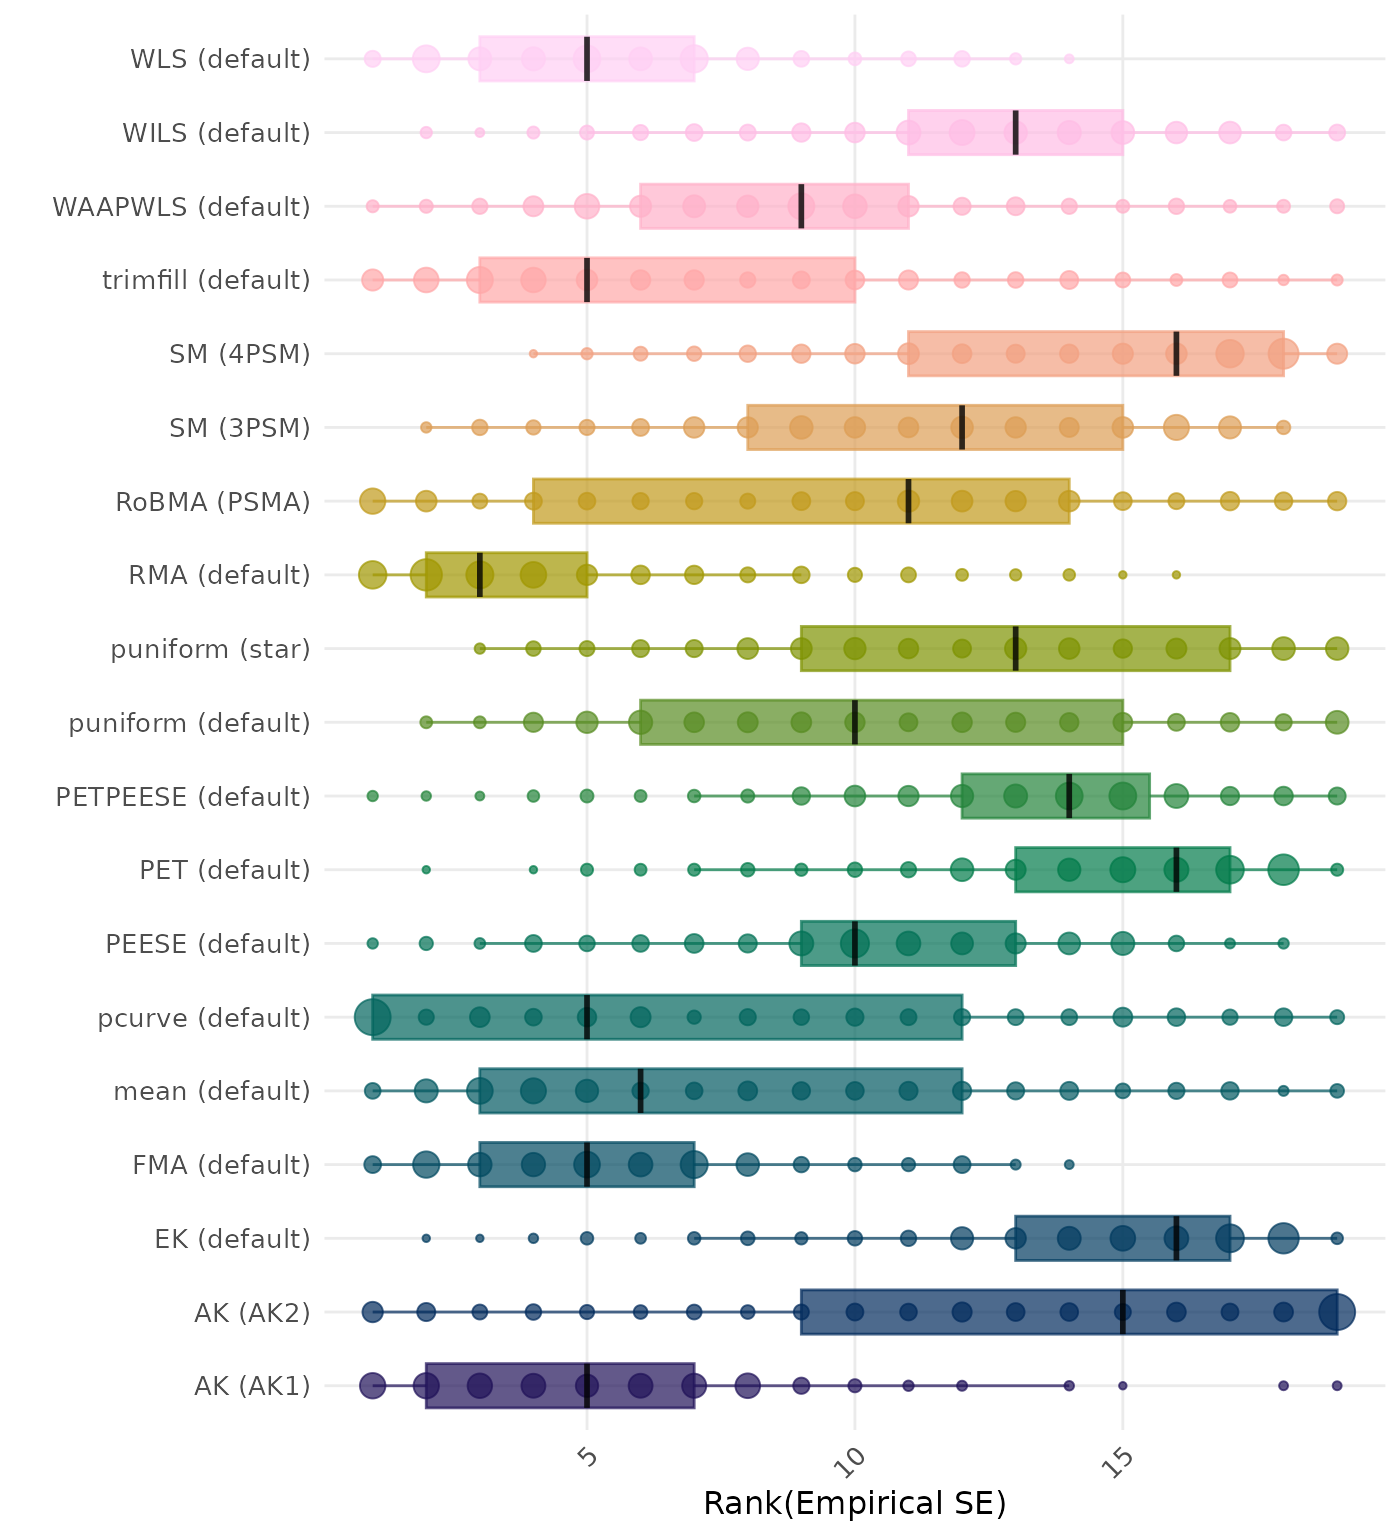 WLS (default)
WILS (default)
WAAPWLS (default)
trimfill (default)
SM (4PSM)
SM (3PSM)
RoBMA (PSMA)
RMA (default)
puniform (star)
puniform (default)
PETPEESE (default)
PET (default)
PEESE (default)
pcurve (default)
mean (default)
FMA (default)
EK (default)
AK (AK2)
AK (AK1)
5 10 15
Rank(Empirical SE)